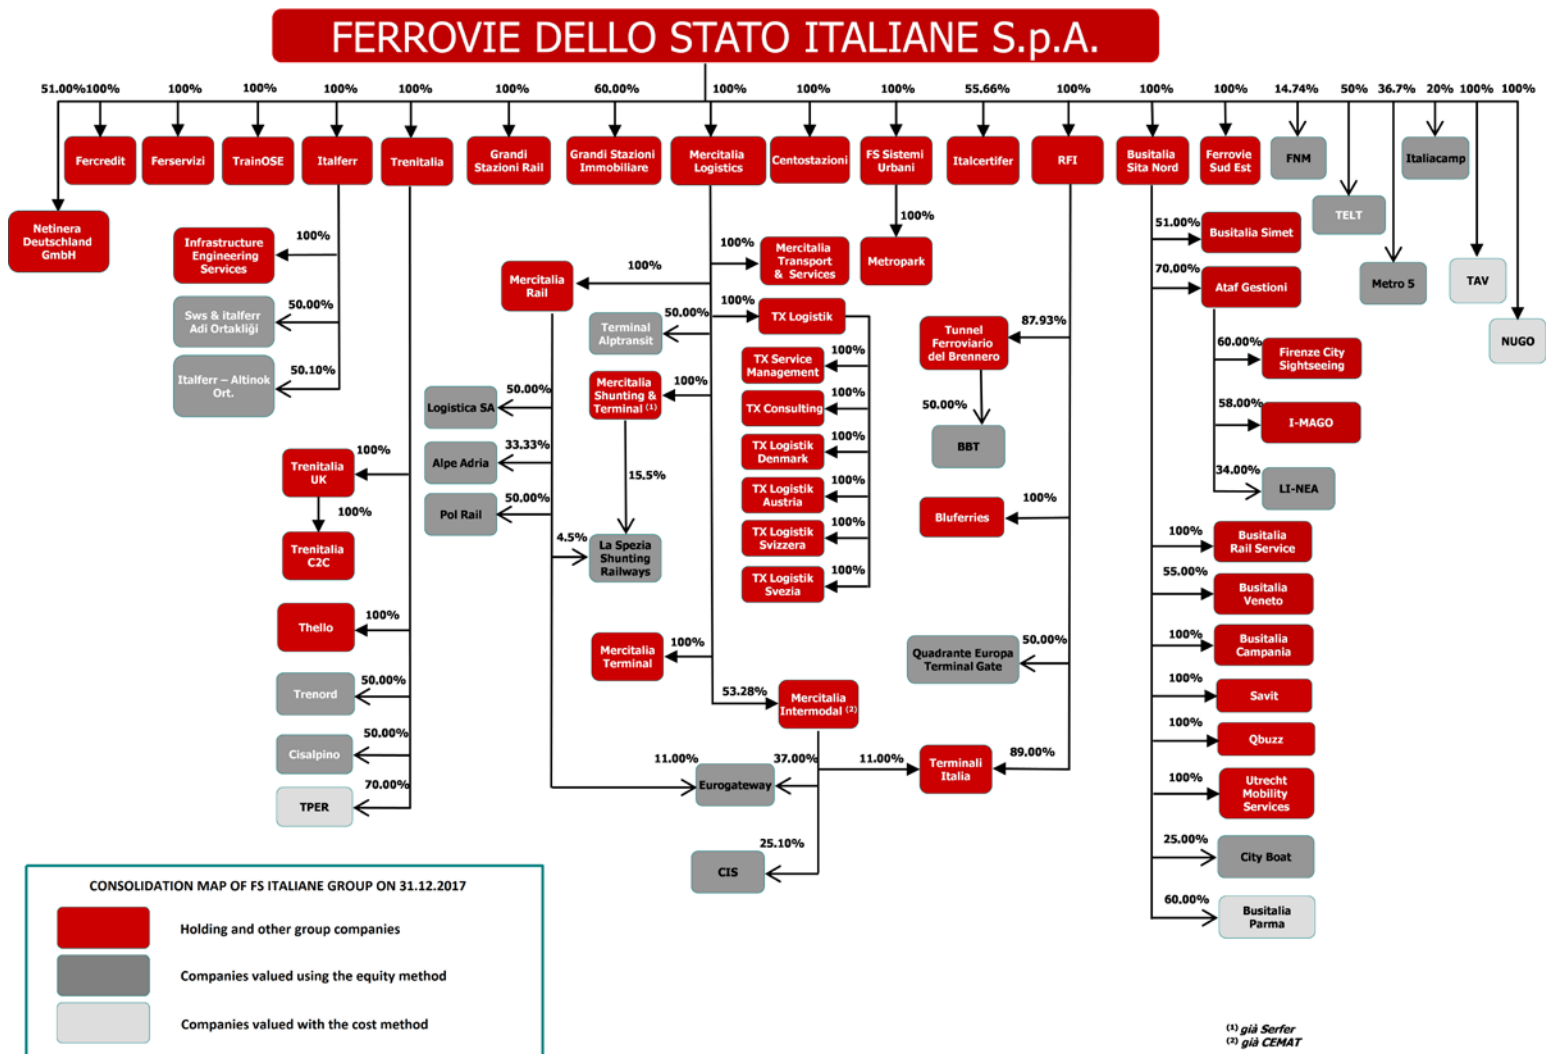 FERROVIE DELLO STATO ITALIANE S.p.A.
51.00%
100%
100%
100%
100%
100%
100%
60.00%
100%
100%
100%
55.66%
100%
100%
100%
14.74%
50%
36.7%
20%
100%
100%
Fercredit
Ferservizi
TrainOSE
Italferr
Trenitalia
Grandi
Stazioni Rail
Grandi Stazioni
Immobiliare
Mercitalia
Logistics
Centostazioni
FS Sistemi
Urbani
Italcertifer
RFI
Busitalia
Sita Nord
Ferrovie
Sud Est
FNM
Italiacamp
Netinera
Deutschland
GmbH
TELT
Metro 5
TAV
NUGO
Infrastructure
Engineering
Services
100%
Sws & italferr
Adi Ortakliği
50.00%
Italferr – Altinok
Ort.
50.10%
Trenitalia
UK
100%
100%
Trenitalia
C2C
Thello
100%
Trenord
50.00%
Cisalpino
50.00%
TPER
70.00%
Mercitalia
Rail
100%
Logistica SA
50.00%
Alpe Adria
33.33%
Pol Rail
50.00%
4.5%
La Spezia
Shunting
Railways
15.5%
Terminal
Alptransit
50.00%
Mercitalia
Shunting &
Terminal (1)
100%
Mercitalia
Terminal
100%
100%
Mercitalia
Transport
& Services
100%
TX Logistik
TX Service
Management
100%
TX Consulting
100%
TX Logistik
Denmark
100%
TX Logistik
Austria
100%
TX Logistik
Svizzera
100%
TX Logistik
Svezia
100%
53.28%
Mercitalia
Intermodal (2)
11.00%
Eurogateway
37.00%
11.00%
Terminali
Italia
89.00%
CIS
25.10%
100%
Metropark
Tunnel
Ferroviario
del Brennero
87.93%
50.00%
BBT
Bluferries
100%
Quadrante Europa
Terminal Gate
50.00%
51.00%
Busitalia Simet
70.00%
Ataf Gestioni
60.00%
Firenze City
Sightseeing
58.00%
I-MAGO
34.00%
LI-NEA
100%
Busitalia
Rail Service
55.00%
Busitalia
Veneto
100%
Busitalia
Campania
100%
Savit
100%
Qbuzz
100%
Utrecht
Mobility
Services
25.00%
City Boat
60.00%
Busitalia
Parma
CONSOLIDATION MAP OF FS ITALIANE GROUP ON 31.12.2017
Holding and other group companies
Companies valued using the equity method
Companies valued with the cost method
(1) già Serfer
(2) già CEMAT